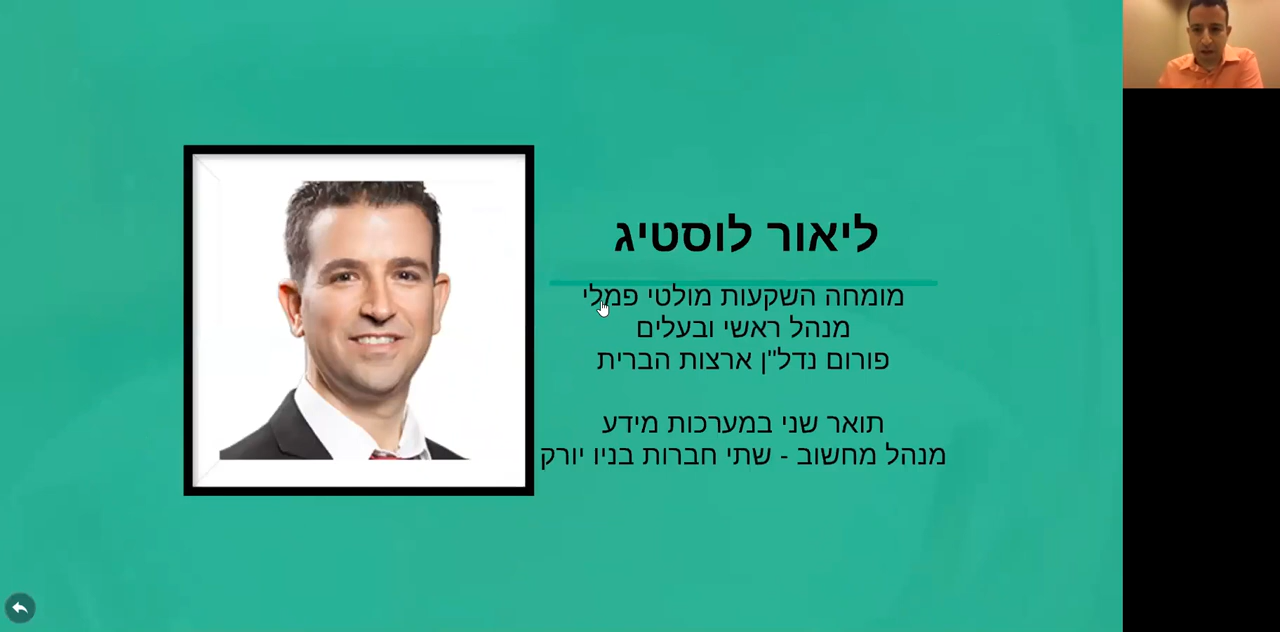 ליאור לוסטיג
מומחה השקעות מולטי פמלי
מנהל ראשי ובעלים
פורום נדל"ן ארצות הברית
תואר שני במערכות מידע
מנהל מחשוב - שתי חברות בניו יורק